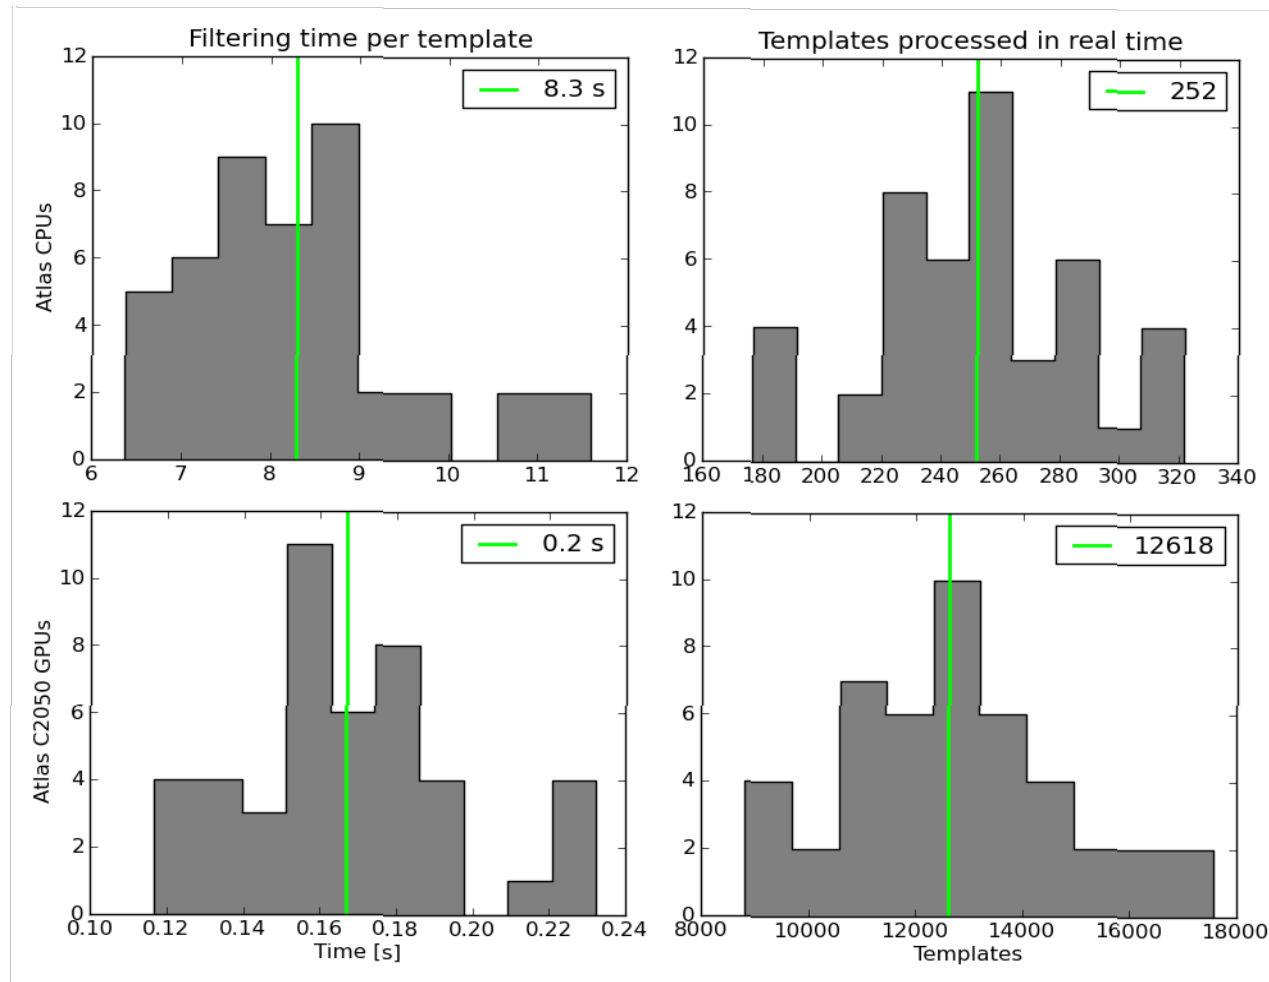 Filtering time per template
Templates processed in real time
12
10
8
6
4
2
0
Atlas CPUs
8.3 s
6 7 8 9 10 11 12
12
10
8
6
4
2
0
252
160 180 200 220 240 260 280 300 320 340
12
10
8
6
4
2
0
Atlas C2050 GPUs
0.2 s
0.10 0.12 0.14 0.16 0.18 0.20 0.22 0.24
Time [s]
12
10
8
6
4
2
0
12618
8000 10000 12000 14000 16000 18000
Templates